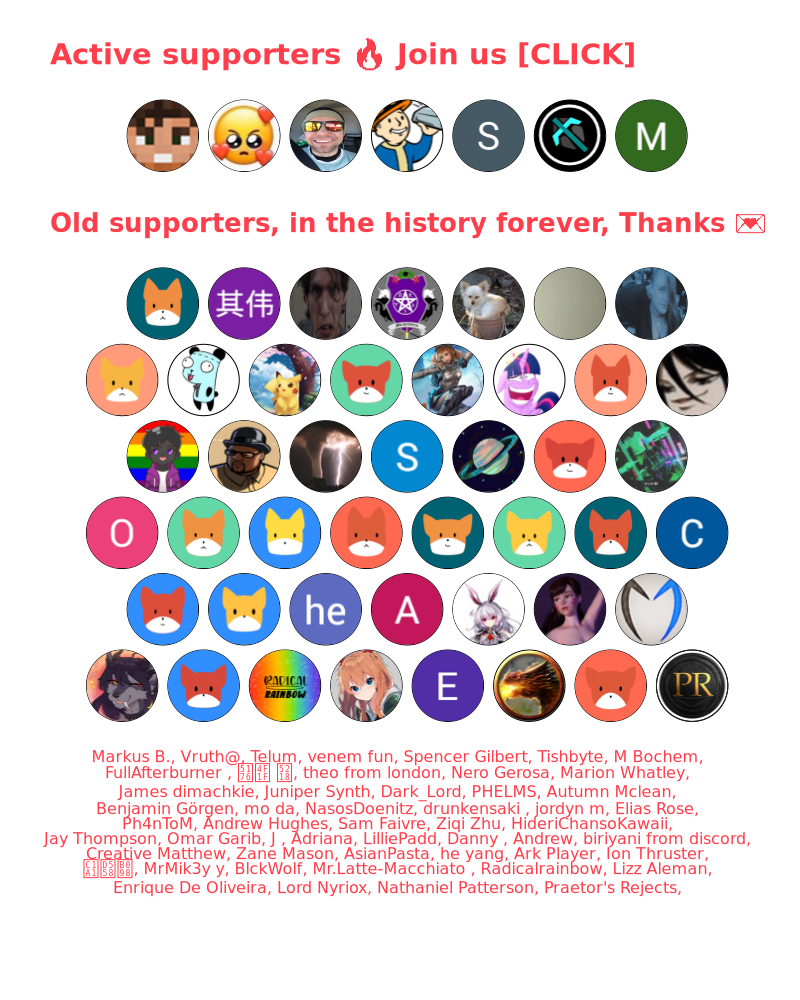 Active supporters 🔥 Join us [CLICK]
S
M
Old supporters, in the history forever, Thanks 💌
其伟
S
O
C
he
A
RADICAL
RAINBOW
E
PR
Markus B., Vruth@, Telum, venem fun, Spencer Gilbert, Tishbyte, M Bochem,
FullAfterburner , , theo from london, Nero Gerosa, Marion Whatley,
James dimachkie, Juniper Synth, Dark_Lord, PHELMS, Autumn Mclean,
Benjamin Görgen, mo da, NasosDoenitz, drunkensaki , jordyn m, Elias Rose,
Ph4nToM, Andrew Hughes, Sam Faivre, Ziqi Zhu, HideriChansoKawaii,
Jay Thompson, Omar Garib, J , Adriana, LilliePadd, Danny , Andrew, biriyani from discord,
Creative Matthew, Zane Mason, AsianPasta, he yang, Ark Player, Ion Thruster,
, MrMik3y y, BlckWolf, Mr.Latte-Macchiato , Radicalrainbow, Lizz Aleman,
Enrique De Oliveira, Lord Nyriox, Nathaniel Patterson, Praetor's Rejects,